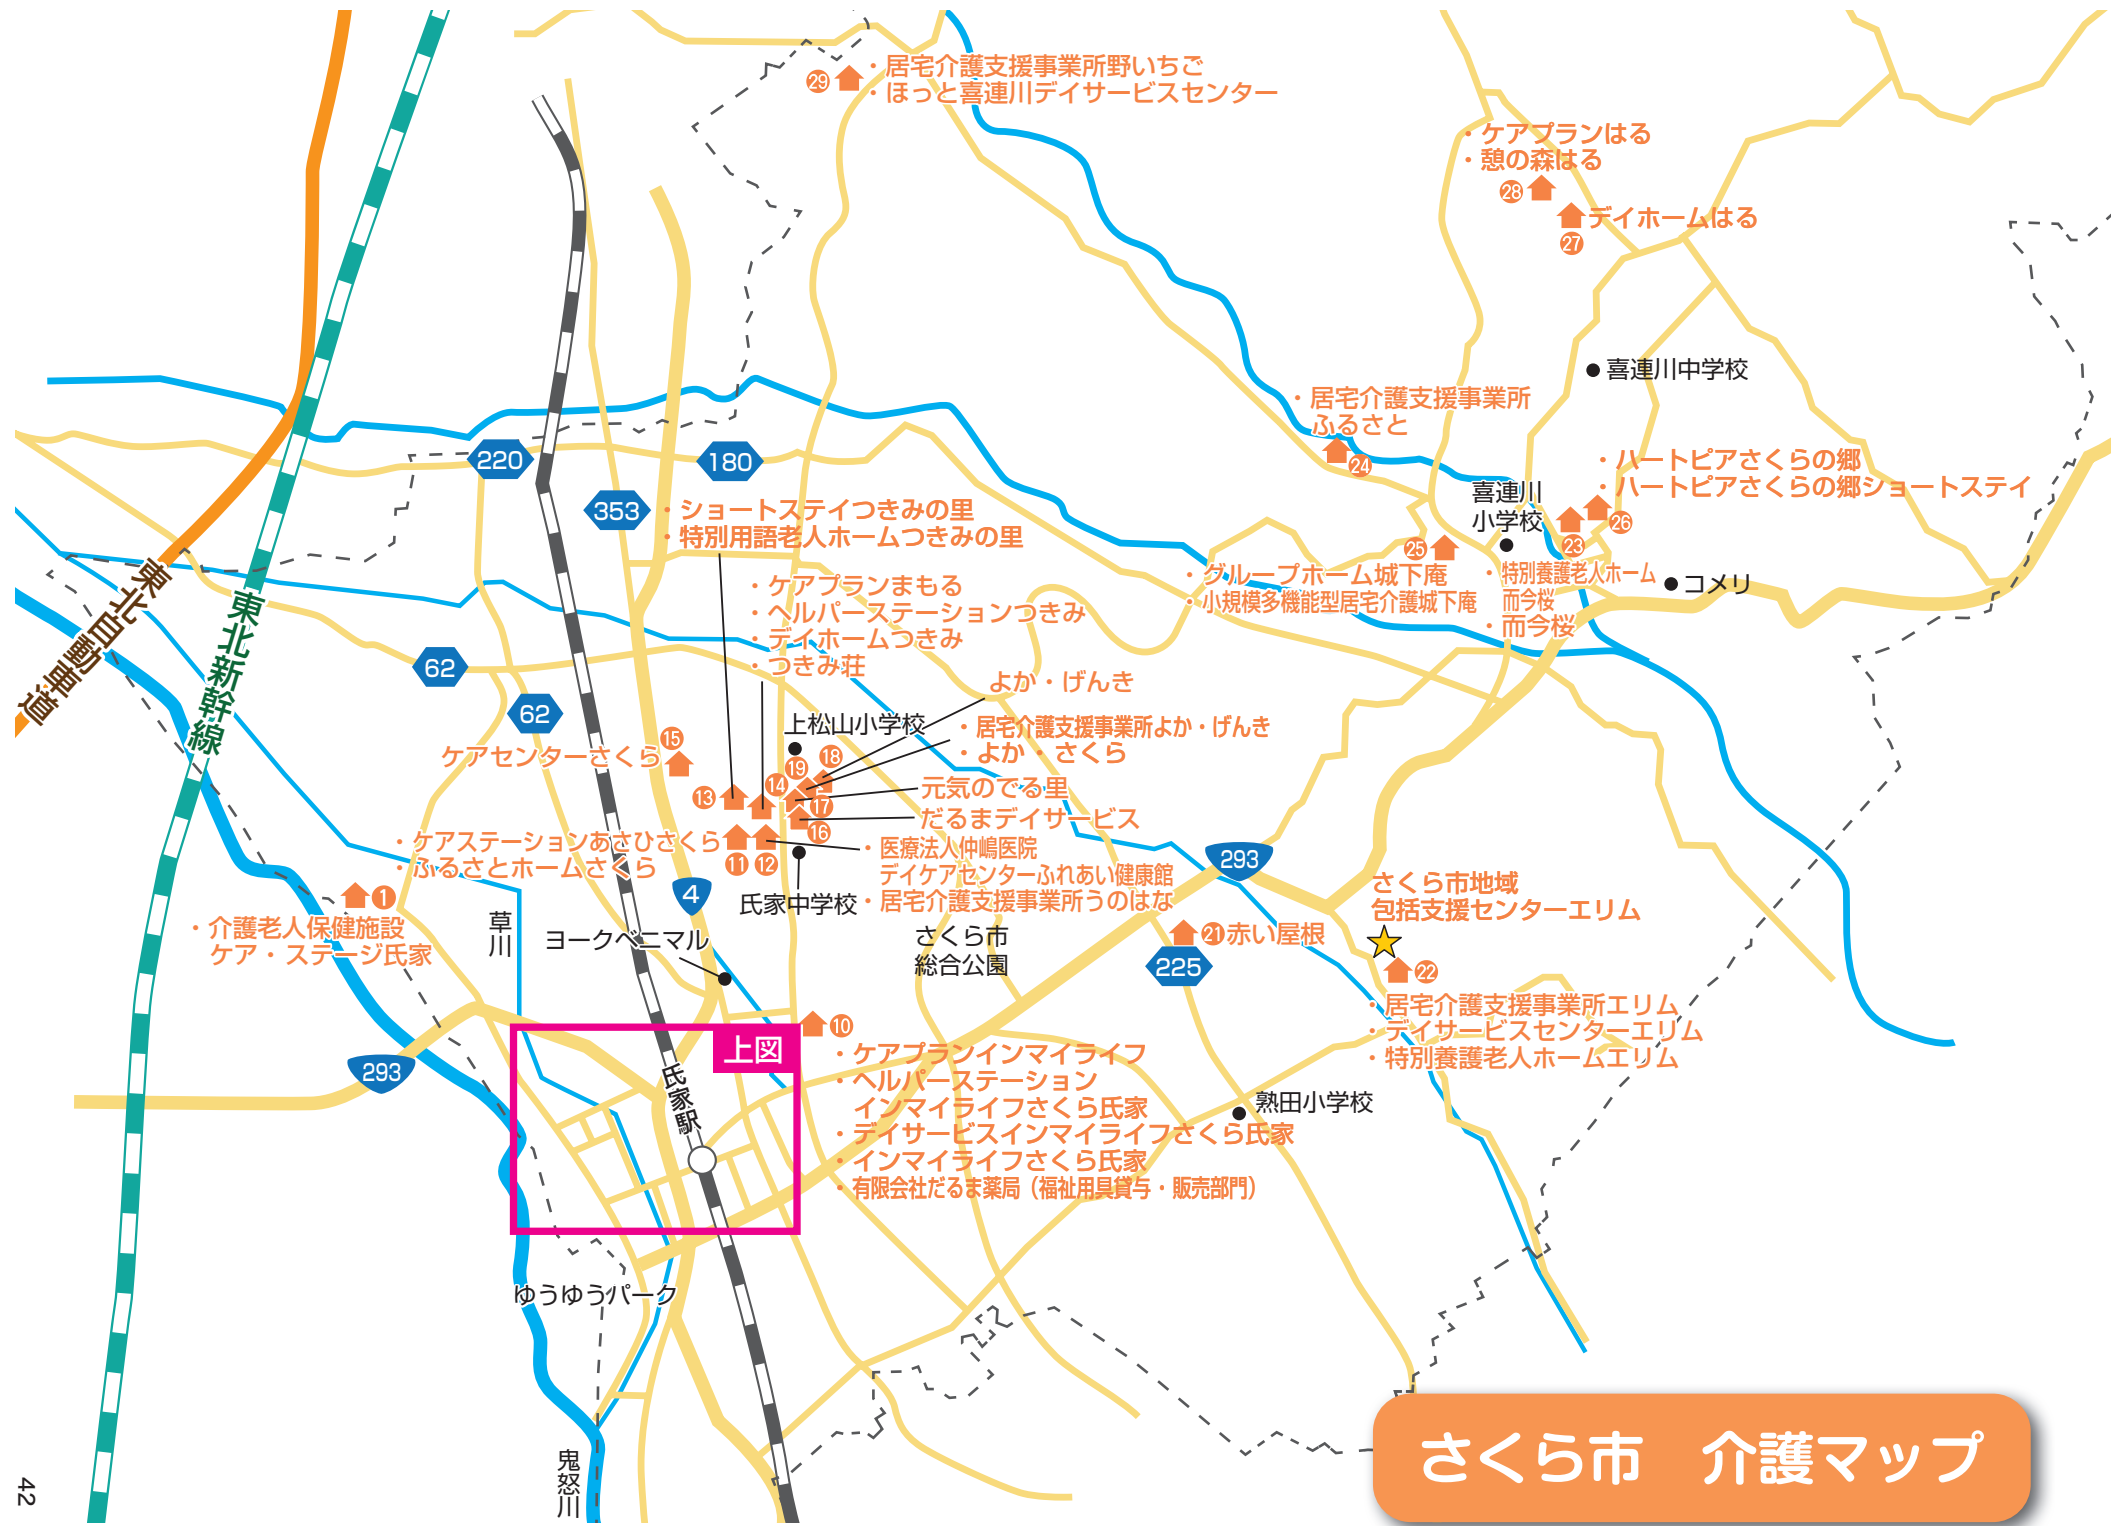 29
・居宅介護支援事業所野いちご
・ほっと喜連川デイサービスセンター
・ケアプランはる
・憩の森はる
28
デイホームはる
27
喜連川中学校
・居宅介護支援事業所
ふるさと
24
220
180
353
・ハートピアさくらの郷
・ハートピアさくらの郷ショートステイ
26
喜連川
小学校
23
25
・ショートステイつきみの里
・特別用語老人ホームつきみの里
・グループホーム城下庵
・小規模多機能型居宅介護城下庵
・特別養護老人ホーム
而今桜
・而今桜
コメリ
東北自動車道
東北新幹線
・ケアプランまもる
・ヘルパーステーションつきみ
・デイホームつきみ
・つきみ荘
62
62
よか・げんき
上松山小学校
・居宅介護支援事業所よか・げんき
・よか・さくら
15
ケアセンターさくら
19
18
14
13
17
元気のでる里
16
だるまデイサービス
・ケアステーションあさひさくら
・ふるさとホームさくら
11
12
・医療法人仲嶋医院
デイケアセンターふれあい健康館
・居宅介護支援事業所うのはな
氏家中学校
293
4
1
・介護老人保健施設
ケア・ステージ氏家
草川
ヨークベニマル
さくら市
総合公園
21
赤い屋根
225
さくら市地域
包括支援センターエリム
22
・居宅介護支援事業所エリム
・デイサービスセンターエリム
・特別養護老人ホームエリム
10
上図
・ケアプランインマイライフ
・ヘルパーステーション
インマイライフさくら氏家
・デイサービスインマイライフさくら氏家
・インマイライフさくら氏家
・有限会社だるま薬局（福祉用具貸与・販売部門）
293
氏家駅
熟田小学校
ゆうゆうパーク
鬼怒川
さくら市　介護マップ
42